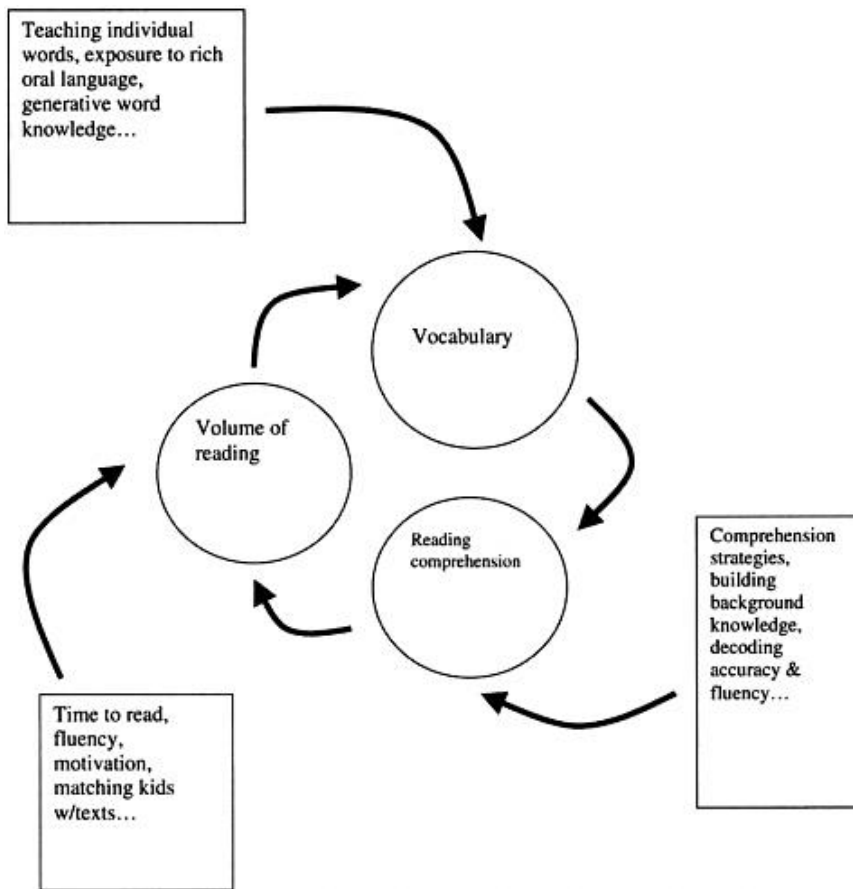 Teaching individual
words, exposure to rich
oral language,
generative word
knowledge…
Vocabulary
Volume of
reading
Reading
comprehension
Comprehension
strategies,
building
background
knowledge,
decoding
accuracy &
fluency…
Time to read,
fluency,
motivation,
matching kids
w/texts…